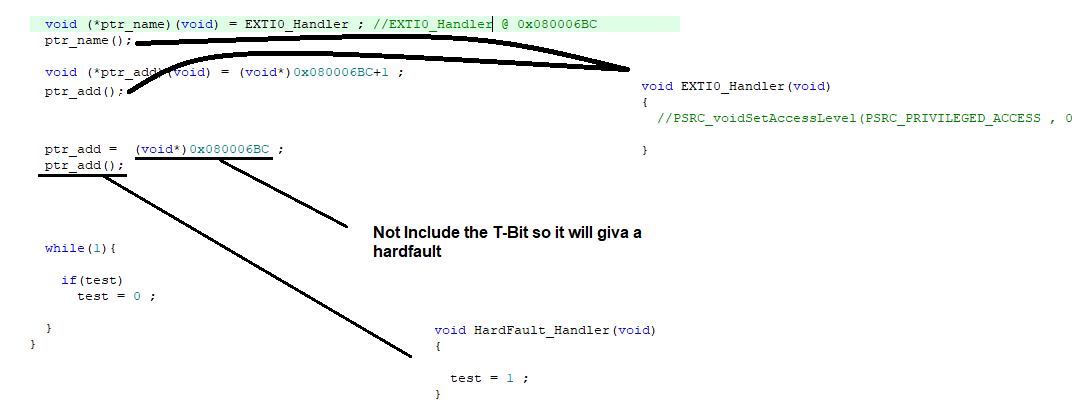 void (*ptr_name)(void) = EXTI0_Handler ; //EXTI0_Handler @ 0x080006BC
ptr_name();
void (*ptr_add)(void) = (void*)0x080006BC+1 ;
ptr_add();
void EXTI0_Handler(void)
{
//PSRC_voidSetAccessLevel(PSRC_PRIVILEGED_ACCESS , 0
}
ptr_add = (void*)0x080006BC ;
ptr_add();
Not Include the T-Bit so it will giva a
hardfault
while(1){
if(test)
test = 0 ;
}
}
void HardFault_Handler(void)
{
test = 1 ;
}